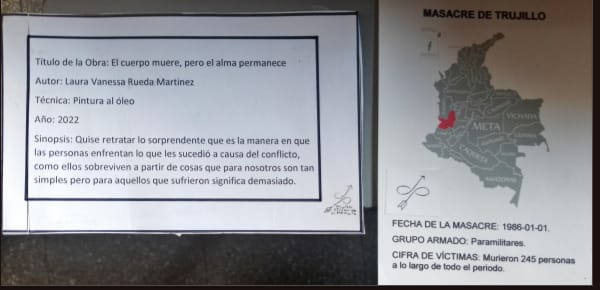 Título de la Obra: El cuerpo muere, pero el alma permanece
Autor: Laura Vanessa Rueda Martinez
Técnica: Pintura al óleo
Año: 2022
Sinopsis: Quise retratar lo sorprendente que es la manera en que
las personas enfrentan lo que les sucedió a causa del conflicto,
como ellos sobreviven a partir de cosas que para nosotros son tan
simples pero para aquellos que sufrieron significa demasiado.
MASACRE DE TRUJILLO
VICHADA
META
CAQUETA
AMAZONAS
FECHA DE LA MASACRE: 1986-01-01.
GRUPO ARMADO: Paramilitares.
CIFRA DE VÍCTIMAS: Murieron 245 personas
a lo largo de todo el periodo.